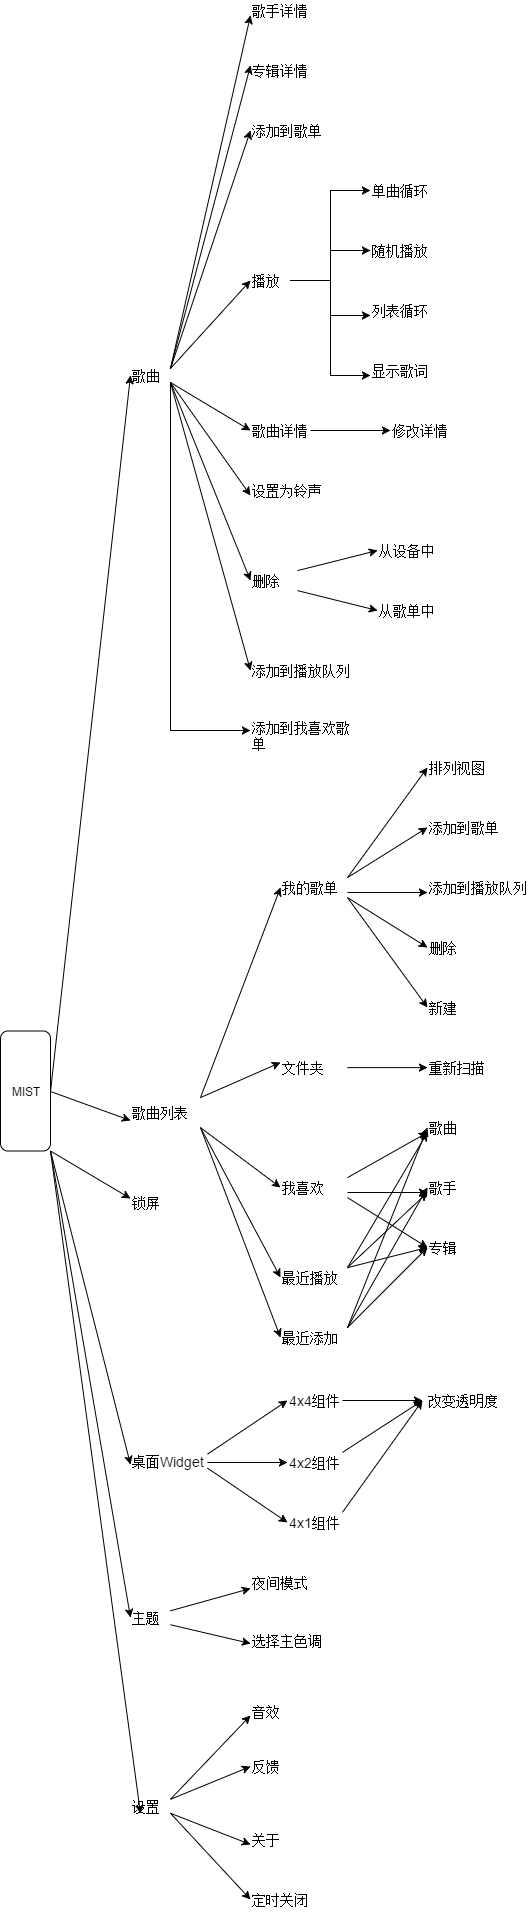 歌手详情
专辑详情
添加到歌单
单曲循环
随机播放
播放
列表循环
显示歌词
歌曲
歌曲详情
修改详情
设置为铃声
从设备中
删除
从歌单中
添加到播放队列
添加到我喜欢歌
单
排列视图
添加到歌单
我的歌单
添加到播放队列
删除
新建
文件夹
重新扫描
MIST
歌曲列表
歌曲
我喜欢
歌手
锁屏
专辑
最近播放
最近添加
4x4组件
改变透明度
桌面Widget
4x2组件
4x1组件
夜间模式
主题
选择主色调
音效
反馈
设置
关于
定时关闭